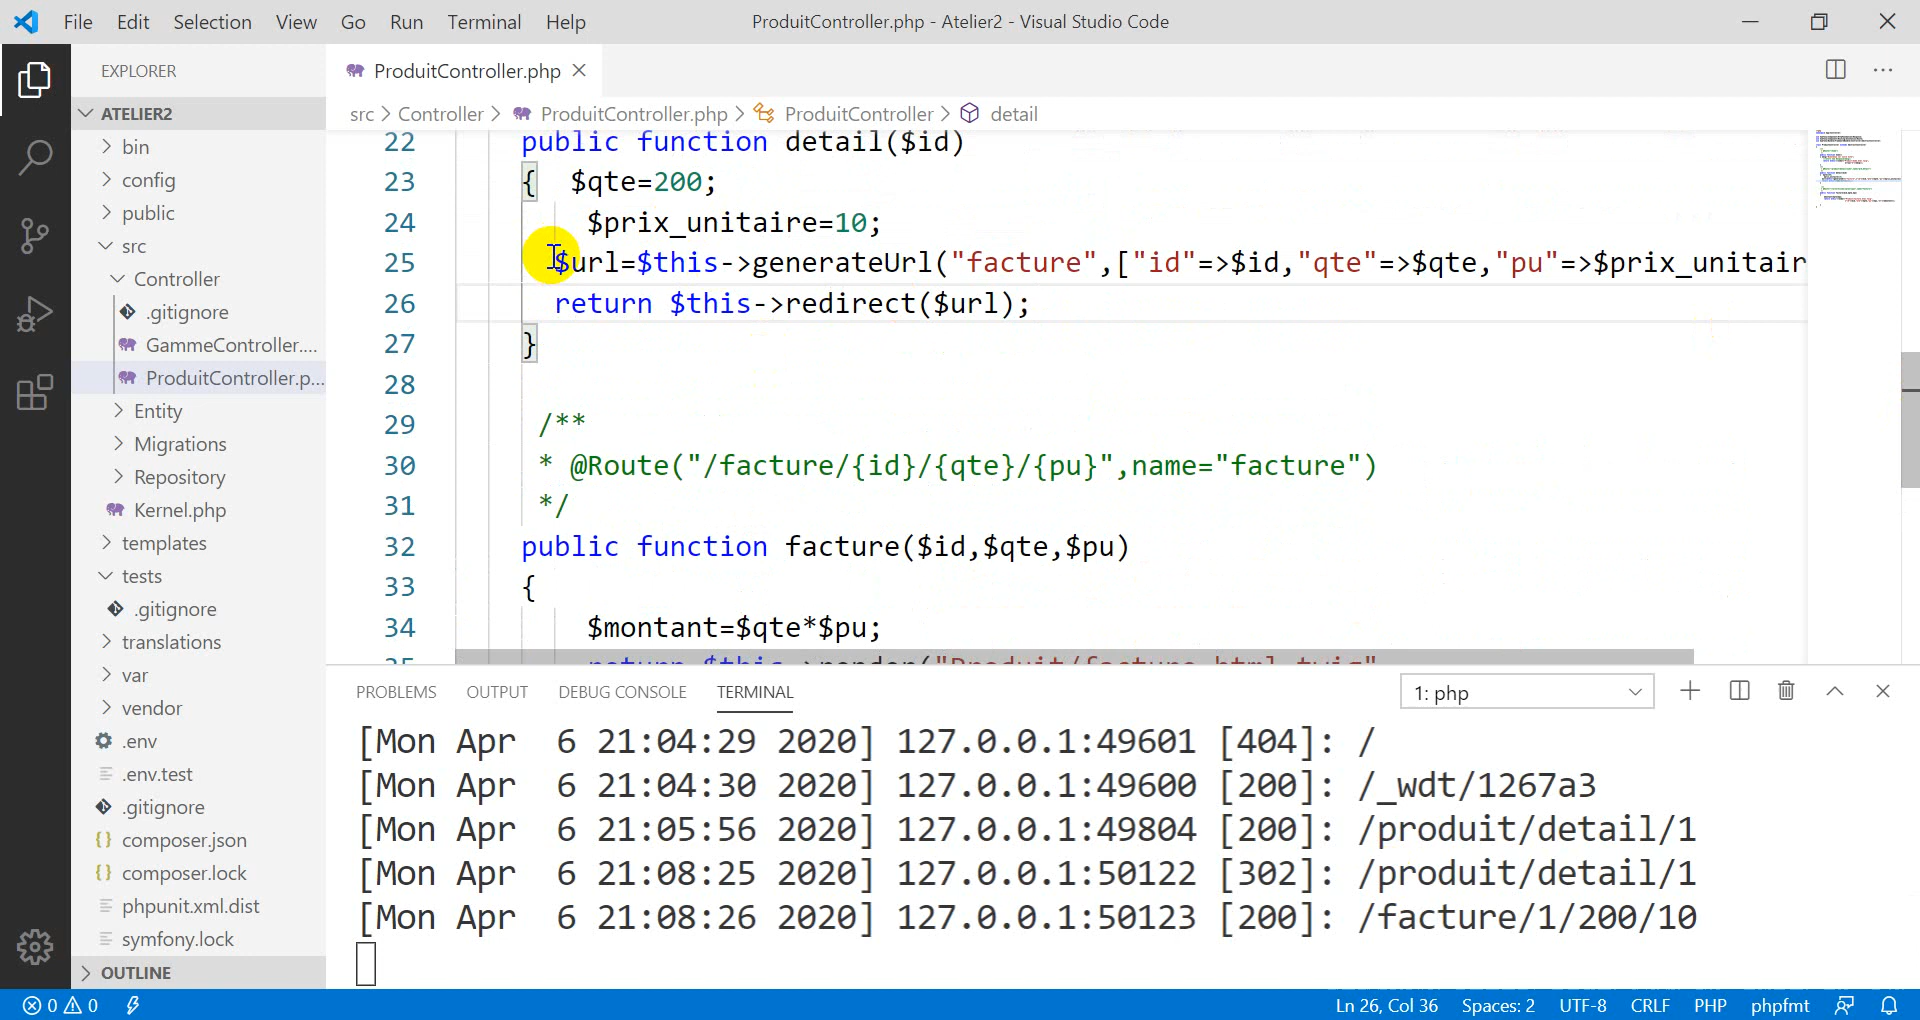 File Edit Selection View Go Run Terminal Help
ProduitController.php - Atelier2 - Visual Studio Code
EXPLORER
ATELIER2
bin
config
public
src
Controller
.gitignore
GammeController....
ProduitController.p...
Entity
Migrations
Repository
Kernel.php
templates
tests
.gitignore
translations
var
vendor
.env
.env.test
.gitignore
composer.json
composer.lock
phpunit.xml.dist
symfony.lock
OUTLINE
ProduitController.php
src > Controller > ProduitController.php > ProduitController > detail
22 public function detail($id)
23 { $qte=200;
24 $prix_unitaire=10;
25 $url=$this->generateUrl("facture",["id"=>$id,"qte"=>$qte,"pu"=>$prix_unitair
26 return $this->redirect($url);
27 }
28
29 /**
30 * @Route("/facture/{id}/{qte}/{pu}",name="facture")
31 */
32 public function facture($id,$qte,$pu)
33 {
34 $montant=$qte*$pu;
35 return $this->render("Produit/facture.html.twig"
PROBLEMS OUTPUT DEBUG CONSOLE TERMINAL
1: php
[Mon Apr  6 21:04:29 2020] 127.0.0.1:49601 [404]: /
[Mon Apr  6 21:04:30 2020] 127.0.0.1:49600 [200]: /_wdt/1267a3
[Mon Apr  6 21:05:56 2020] 127.0.0.1:49804 [200]: /produit/detail/1
[Mon Apr  6 21:08:25 2020] 127.0.0.1:50122 [302]: /produit/detail/1
[Mon Apr  6 21:08:26 2020] 127.0.0.1:50123 [200]: /facture/1/200/10
0 0
Ln 26, Col 36 Spaces: 2 UTF-8 CRLF PHP phpfmt